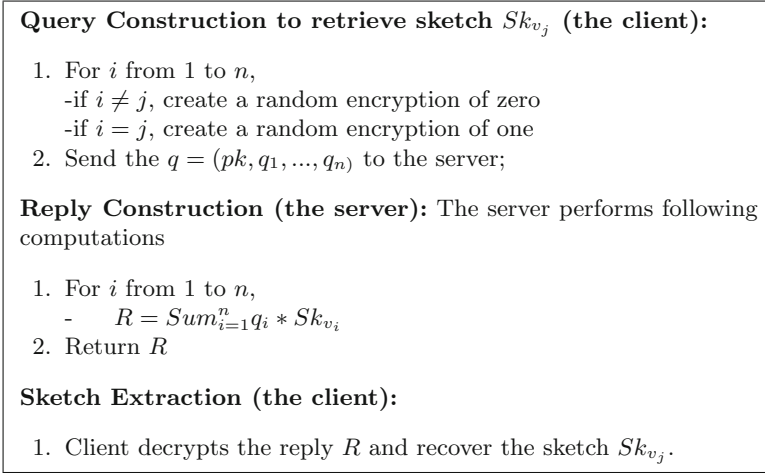 Query Construction to retrieve sketch $Sk_{v_j}$ (the client):
1. For $i$ from 1 to $n$,
-if $i \neq j$, create a random encryption of zero
-if $i = j$, create a random encryption of one
2. Send the $q = (pk, q_1, ..., q_{n)}$ to the server;
Reply Construction (the server): The server performs following
computations
1. For $i$ from 1 to $n$,
- $R = Sum_{i=1}^{n} q_i * Sk_{v_i}$
2. Return $R$
Sketch Extraction (the client):
1. Client decrypts the reply $R$ and recover the sketch $Sk_{v_j}$.